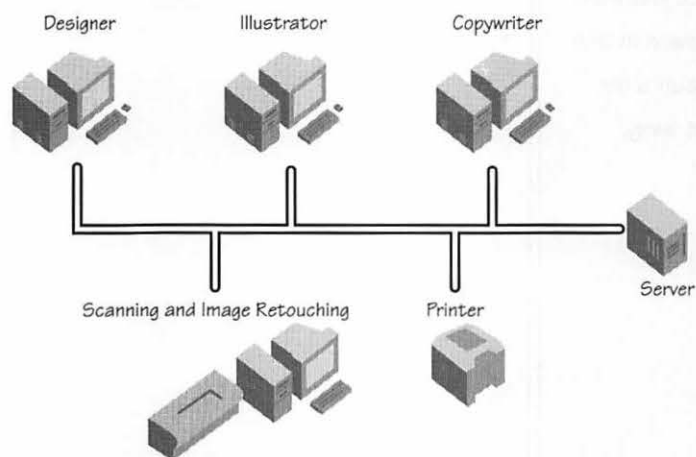 Designer
Illustrator
Copywriter
Server
Scanning and Image Retouching
Printer